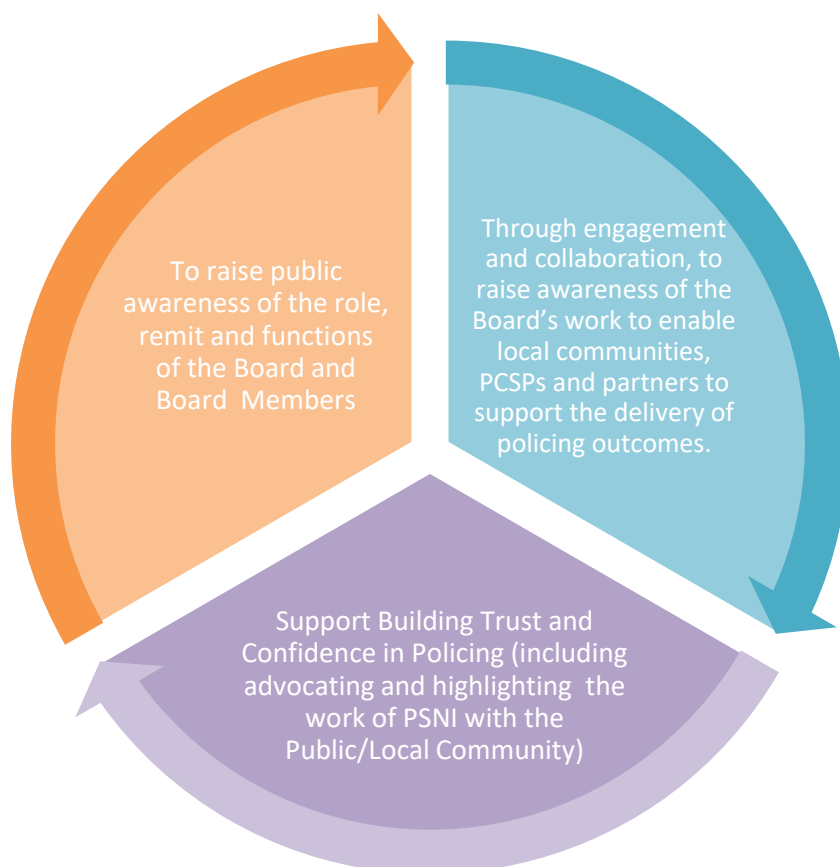 To raise public
awareness of the role,
remit and functions
of the Board and
Board  Members
Through engagement
and collaboration, to
raise awareness of the
Board’s work to enable
local communities,
PCSPs and partners to
support the delivery of
policing outcomes.
Support Building Trust and
Confidence in Policing (including
advocating and highlighting  the
work of PSNI with the
Public/Local Community)